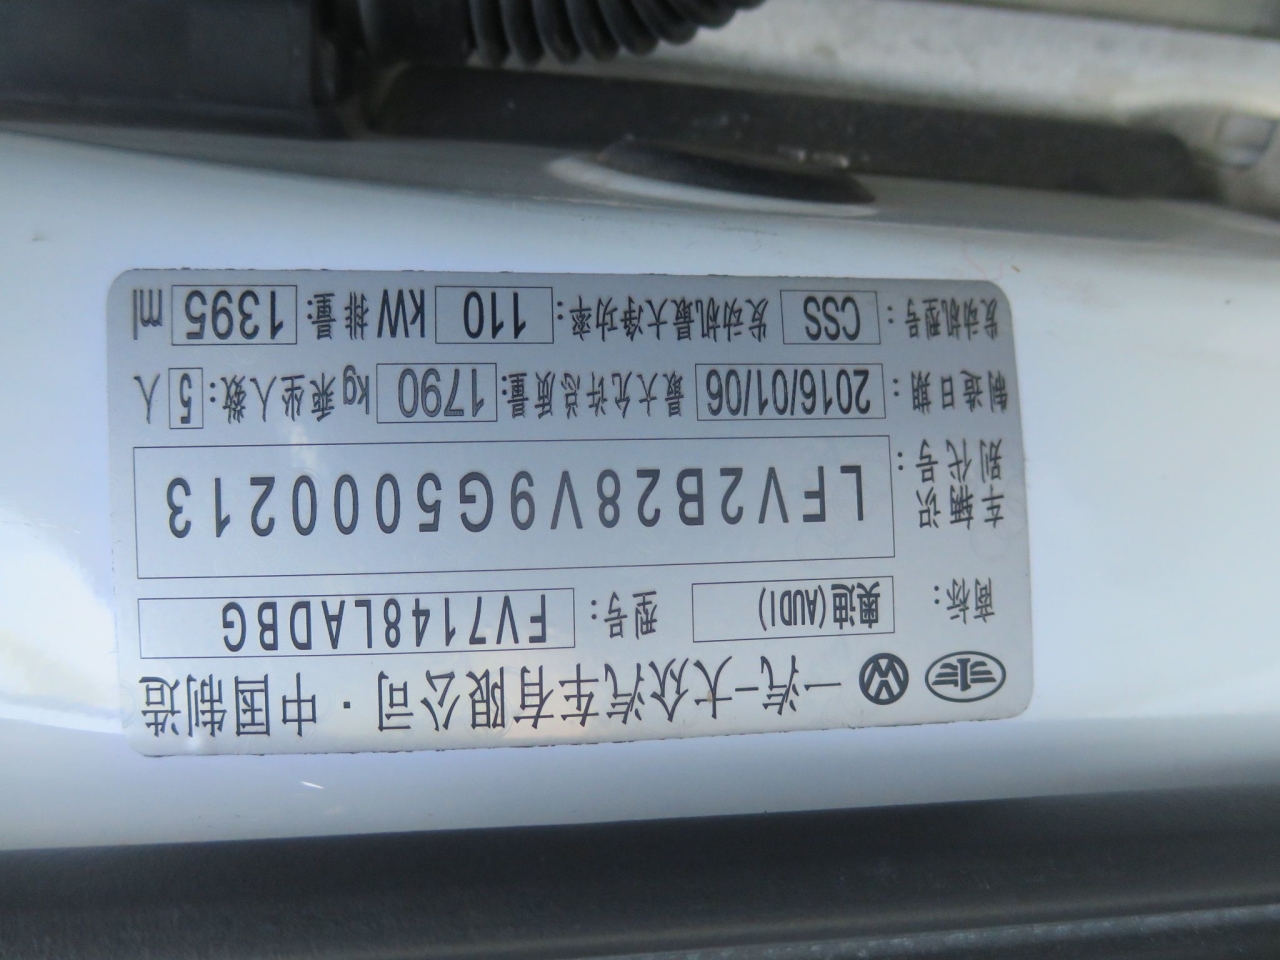 一汽-大众汽车有限公司 · 中国制造
商标: 奥迪(AUDI) 型号: FV7148LADBG
车辆识别代号: LFV2B28V9G5000213
制造日期: 2016/01/06 最大允许总质量: 1790 kg 乘坐人数: 5 人
发动机型号: CSS 发动机最大净功率: 110 kW 排量: 1395 ml